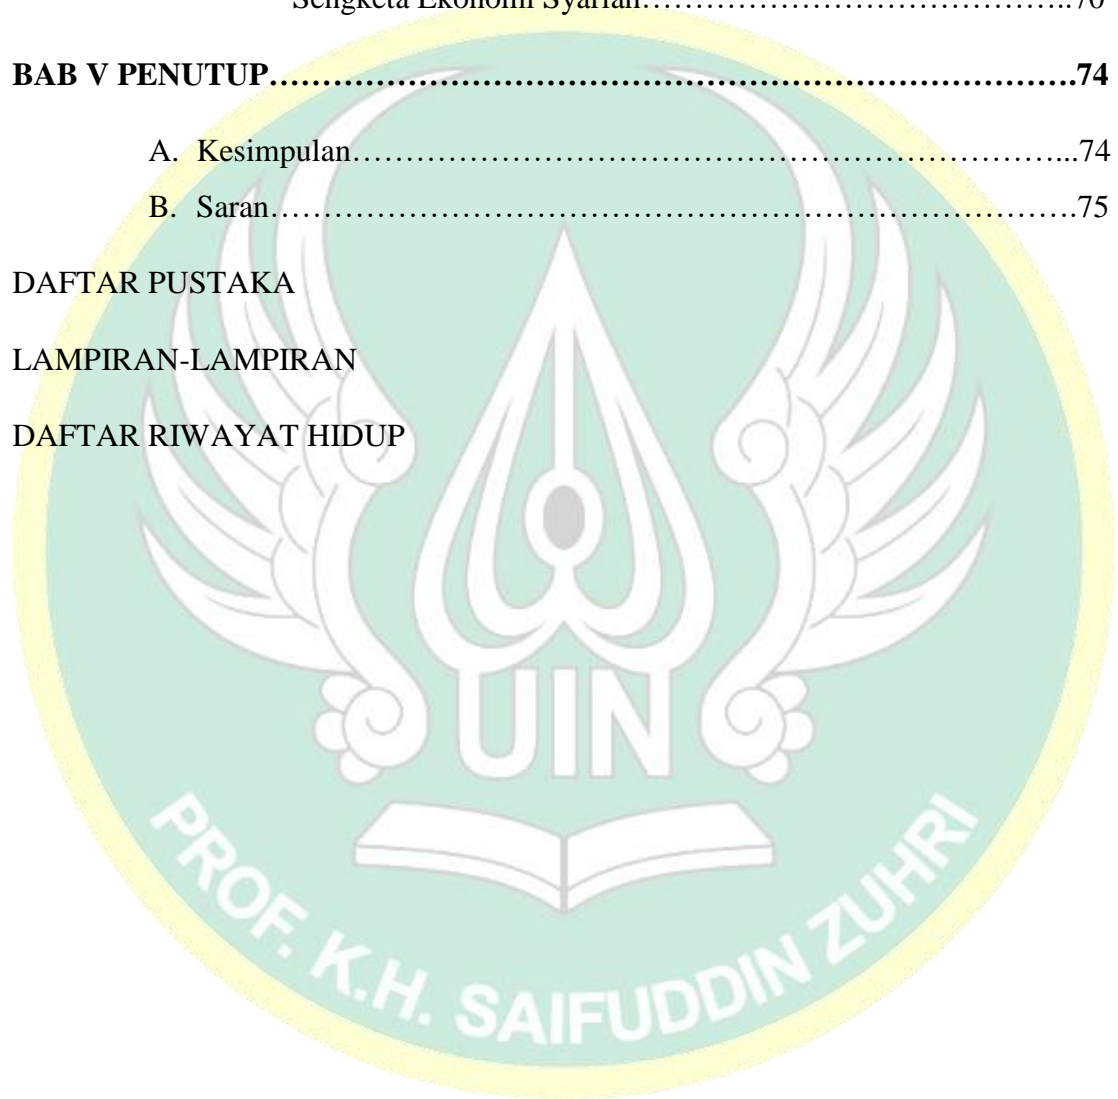 Sengketa Ekonomi Syariah…………………………………..70
BAB V PENUTUP………………………………………………………………….74
A. Kesimpulan…………………………………………………………...74
B. Saran………………………………………………………………….75
DAFTAR PUSTAKA
LAMPIRAN-LAMPIRAN
DAFTAR RIWAYAT HIDUP
UIN
PROF. K.H. SAIFUDDIN ZUHRI